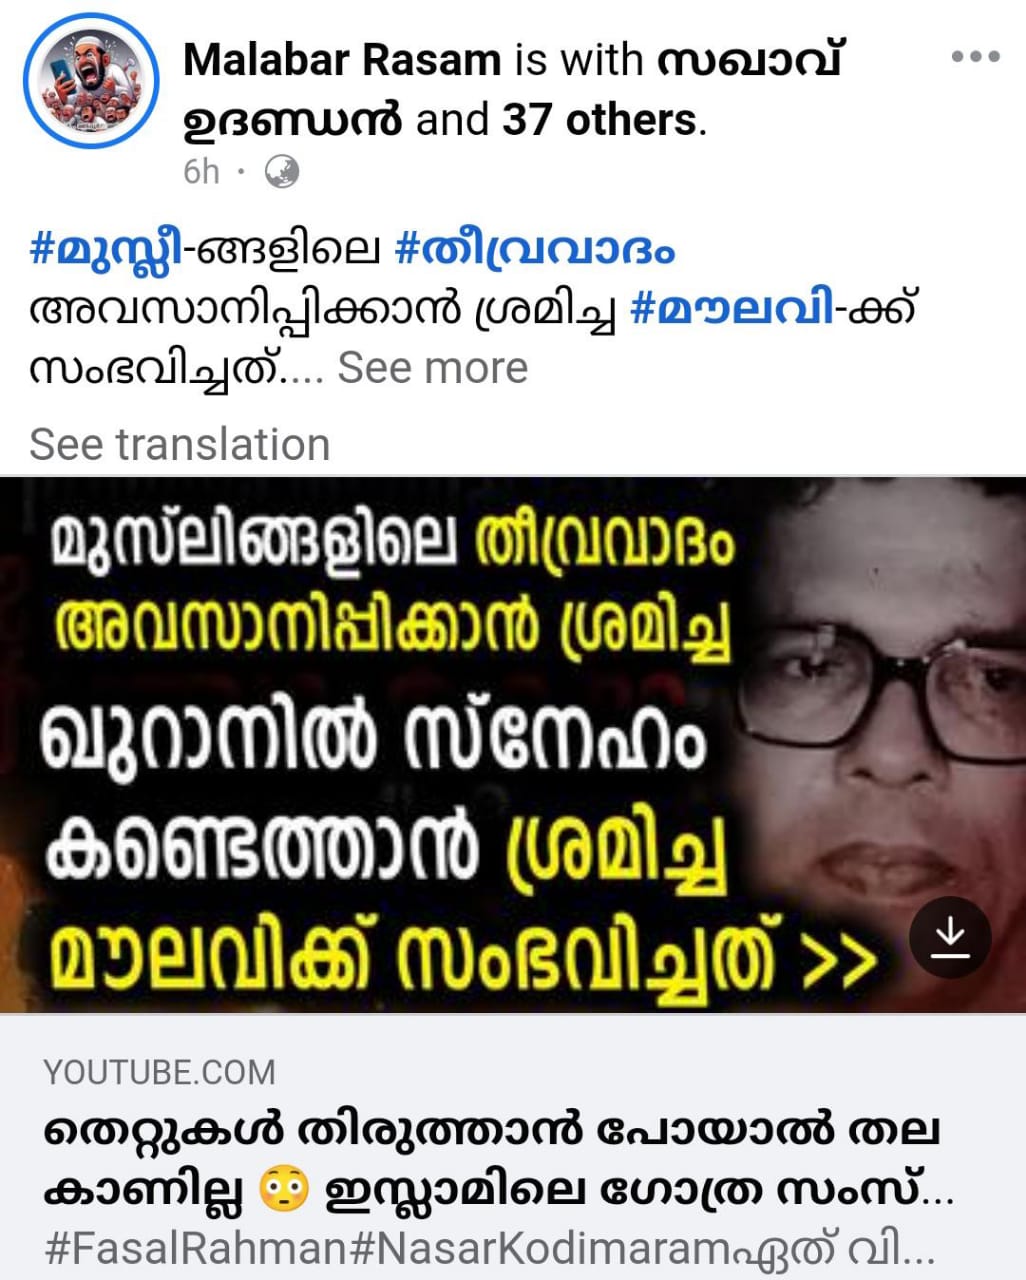 Malabar Rasam is with സഖാവ്
ഉദണ്ഡൻ and 37 others.
6h ·
#മുസ്ലീ-ങ്ങളിലെ #തീവ്രവാദം
അവസാനിപ്പിക്കാൻ ശ്രമിച്ച #മൗലവി-ക്ക്
സംഭവിച്ചത്.... See more
See translation
മുസ്‌ലിങ്ങളിലെ തീവ്രവാദം
അവസാനിപ്പിക്കാൻ ശ്രമിച്ച
ഖുറാനിൽ സ്നേഹം
കണ്ടെത്താൻ ശ്രമിച്ച
മൗലവിക്ക് സംഭവിച്ചത് >>
YOUTUBE.COM
തെറ്റുകൾ തിരുത്താൻ പോയാൽ തല
കാണില്ല 😳 ഇസ്ലാമിലെ ഗോത്ര സംസ്...
#FasalRahman#NasarKodimaramഏത് വി...